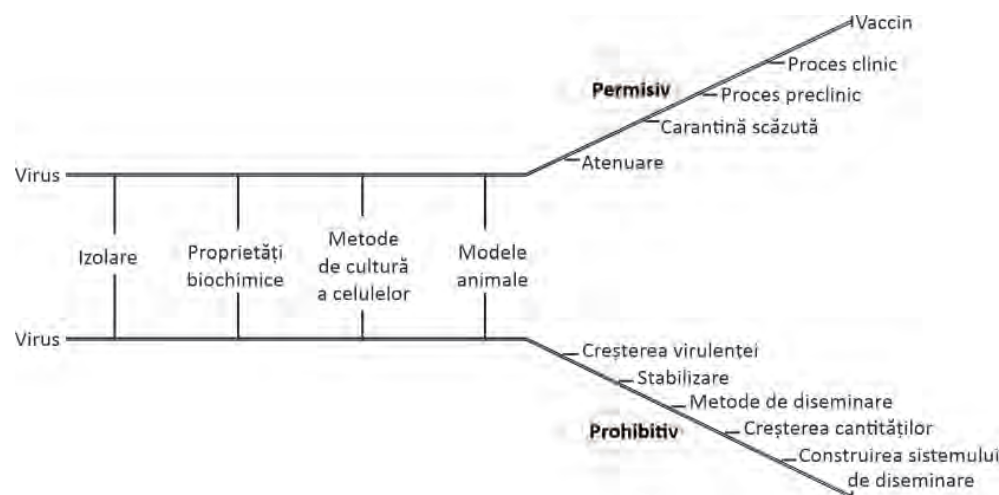 Vaccin
Proces clinic
Permisiv
Proces preclinic
Carantină scăzută
Atenuare
Virus
Izolare
Proprietăți
biochimice
Metode
de cultură
a celulelor
Modele
animale
Virus
Creșterea virulenței
Stabilizare
Metode de diseminare
Prohibitiv
Creșterea cantităților
Construirea sistemului
de diseminare